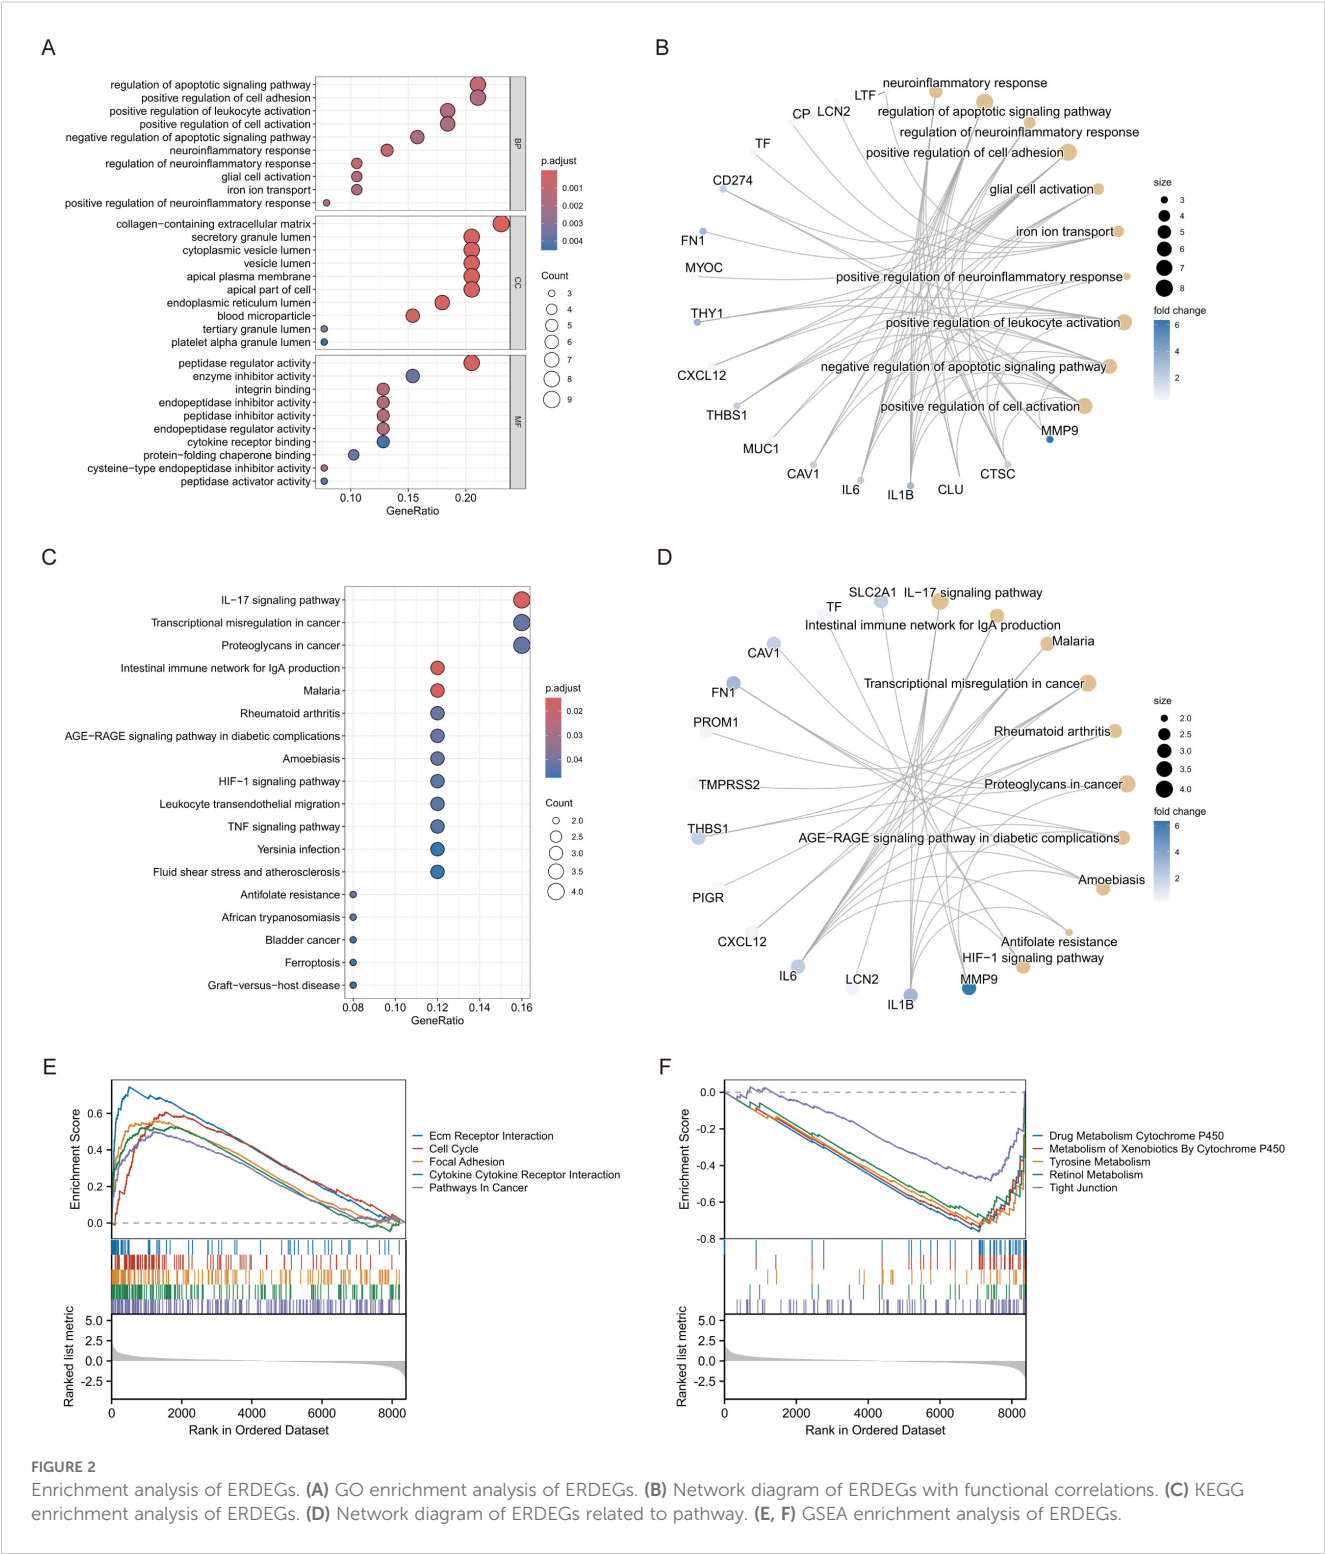 A
regulation of apoptotic signaling pathway
positive regulation of cell adhesion
positive regulation of leukocyte activation
positive regulation of cell activation
negative regulation of apoptotic signaling pathway
neuroinflammatory response
regulation of neuroinflammatory response
glial cell activation
iron ion transport
positive regulation of neuroinflammatory response
BP
collagen−containing extracellular matrix
secretory granule lumen
cytoplasmic vesicle lumen
vesicle lumen
apical plasma membrane
apical part of cell
endoplasmic reticulum lumen
blood microparticle
tertiary granule lumen
platelet alpha granule lumen
CC
peptidase regulator activity
enzyme inhibitor activity
integrin binding
endopeptidase inhibitor activity
peptidase inhibitor activity
endopeptidase regulator activity
cytokine receptor binding
protein−folding chaperone binding
cysteine−type endopeptidase inhibitor activity
peptidase activator activity
MF
0.10 0.15 0.20
GeneRatio
p.adjust
0.001
0.002
0.003
0.004
Count
3
4
5
6
7
8
9
B
neuroinflammatory response
LTF
regulation of apoptotic signaling pathway
LCN2
CP
regulation of neuroinflammatory response
TF
positive regulation of cell adhesion
CD274
glial cell activation
FN1
iron ion transport
MYOC
positive regulation of neuroinflammatory response
THY1
positive regulation of leukocyte activation
CXCL12
negative regulation of apoptotic signaling pathway
THBS1
positive regulation of cell activation
MUC1
MMP9
CAV1
IL6
IL1B
CLU
CTSC
size
3
4
5
6
7
8
fold change
6
4
2
C
IL−17 signaling pathway
Transcriptional misregulation in cancer
Proteoglycans in cancer
Intestinal immune network for IgA production
Malaria
Rheumatoid arthritis
AGE−RAGE signaling pathway in diabetic complications
Amoebiasis
HIF−1 signaling pathway
Leukocyte transendothelial migration
TNF signaling pathway
Yersinia infection
Fluid shear stress and atherosclerosis
Antifolate resistance
African trypanosomiasis
Bladder cancer
Ferroptosis
Graft−versus−host disease
0.08 0.10 0.12 0.14 0.16
GeneRatio
p.adjust
0.02
0.03
0.04
Count
2.0
2.5
3.0
3.5
4.0
D
SLC2A1 IL−17 signaling pathway
TF
Intestinal immune network for IgA production
CAV1
Malaria
FN1
Transcriptional misregulation in cancer
PROM1
Rheumatoid arthritis
TMPRSS2
Proteoglycans in cancer
THBS1
AGE−RAGE signaling pathway in diabetic complications
PIGR
Amoebiasis
CXCL12
Antifolate resistance
HIF−1 signaling pathway
IL6
LCN2
IL1B
MMP9
size
2.0
2.5
3.0
3.5
4.0
fold change
6
4
2
E
Enrichment Score
0.6
0.4
0.2
0.0
Ecm Receptor Interaction
Cell Cycle
Focal Adhesion
Cytokine Cytokine Receptor Interaction
Pathways In Cancer
Ranked list metric
5.0
2.5
0.0
-2.5
0 2000 4000 6000 8000
Rank in Ordered Dataset
F
Enrichment Score
0.0
-0.2
-0.4
-0.6
-0.8
Drug Metabolism Cytochrome P450
Metabolism of Xenobiotics By Cytochrome P450
Tyrosine Metabolism
Retinol Metabolism
Tight Junction
Ranked list metric
5.0
2.5
0.0
-2.5
0 2000 4000 6000 8000
Rank in Ordered Dataset
FIGURE 2
Enrichment analysis of ERDEGs. (A) GO enrichment analysis of ERDEGs. (B) Network diagram of ERDEGs with functional correlations. (C) KEGG
enrichment analysis of ERDEGs. (D) Network diagram of ERDEGs related to pathway. (E, F) GSEA enrichment analysis of ERDEGs.